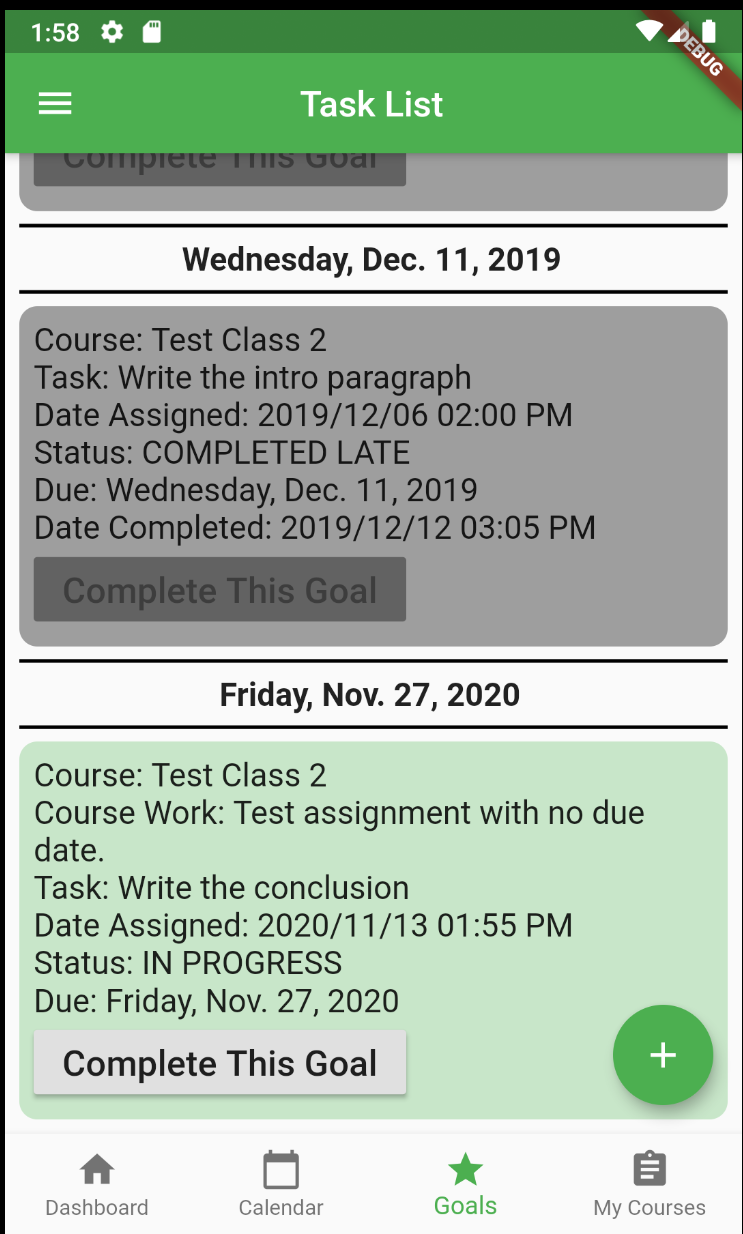 1:58
DEBUG
Task List
Complete This Goal
Wednesday, Dec. 11, 2019
Course: Test Class 2
Task: Write the intro paragraph
Date Assigned: 2019/12/06 02:00 PM
Status: COMPLETED LATE
Due: Wednesday, Dec. 11, 2019
Date Completed: 2019/12/12 03:05 PM
Complete This Goal
Friday, Nov. 27, 2020
Course: Test Class 2
Course Work: Test assignment with no due
date.
Task: Write the conclusion
Date Assigned: 2020/11/13 01:55 PM
Status: IN PROGRESS
Due: Friday, Nov. 27, 2020
Complete This Goal
Dashboard
Calendar
Goals
My Courses